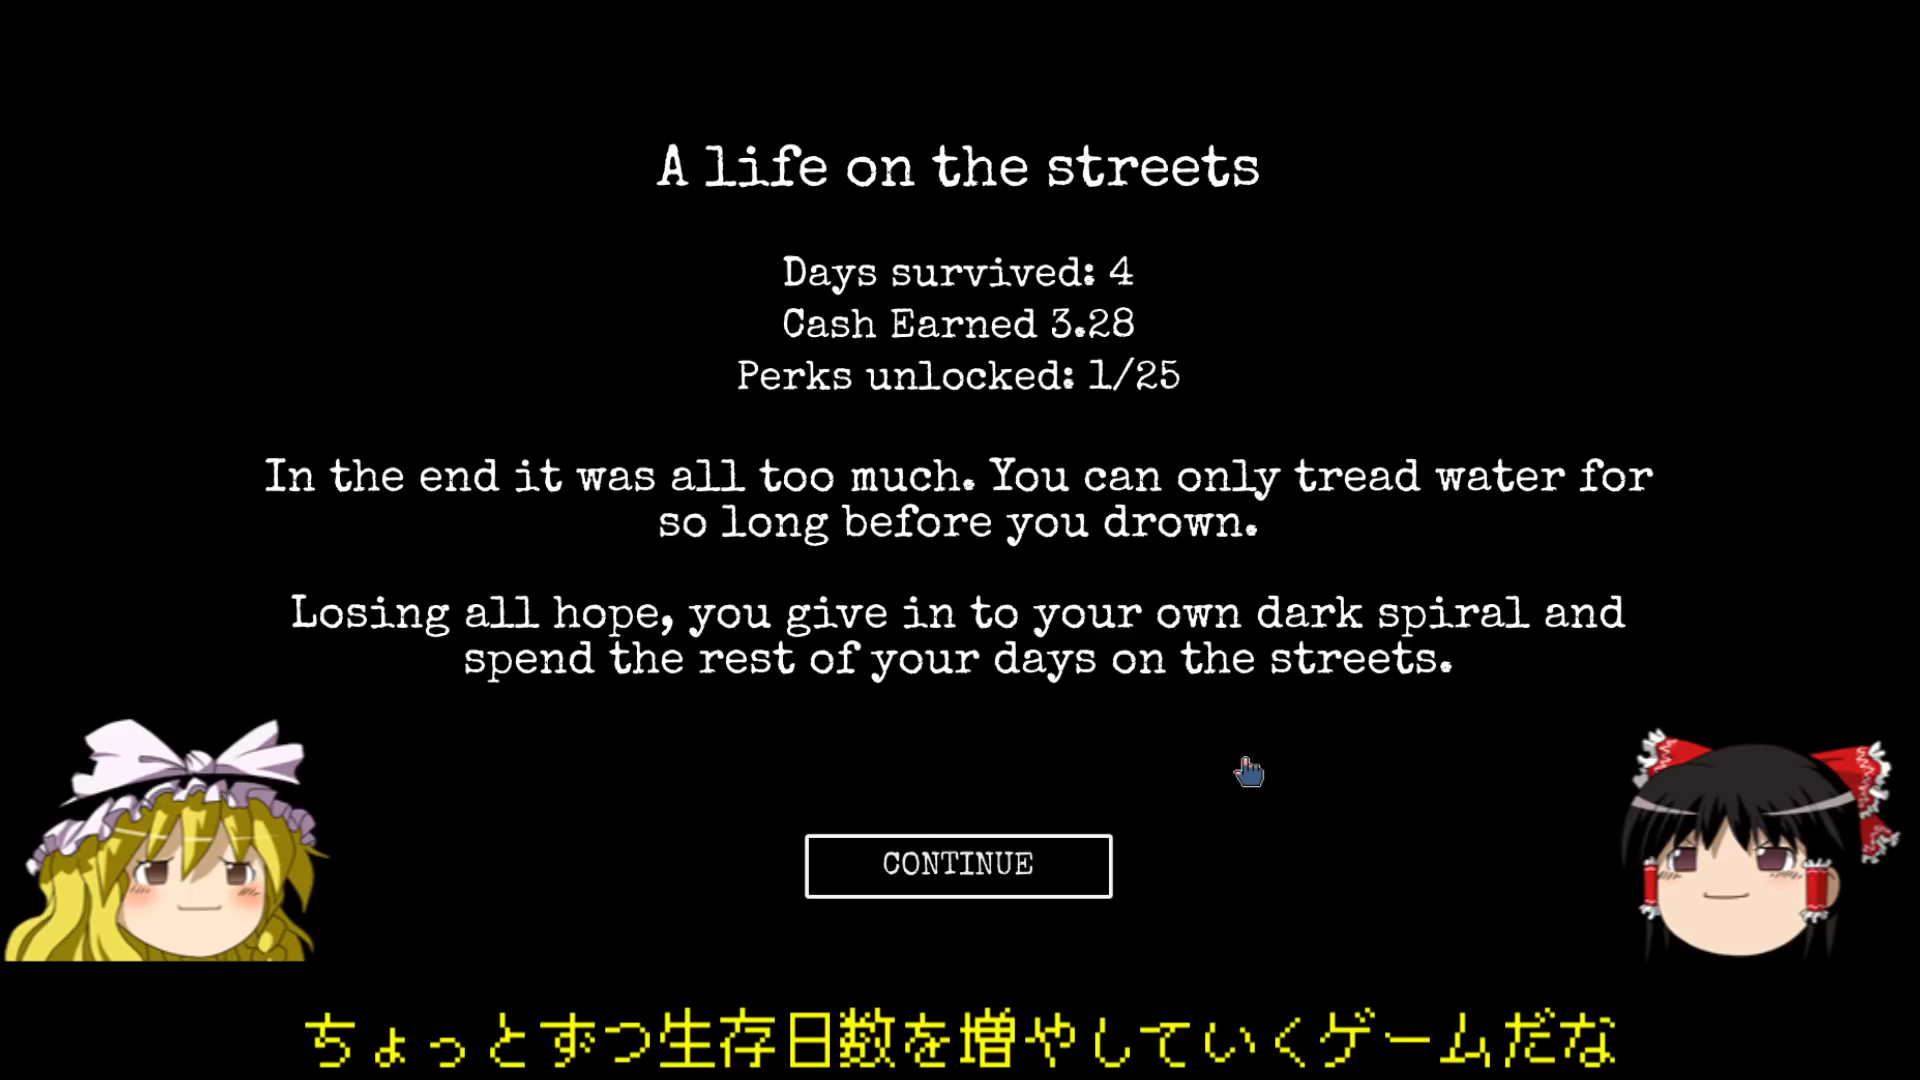 A life on the streets
Days survived: 4
Cash Earned 3.28
Perks unlocked: 1/25
In the end it was all too much. You can only tread water for
so long before you drown.
Losing all hope, you give in to your own dark spiral and
spend the rest of your days on the streets.
CONTINUE
ちょっとずつ生存日数を増やしていくゲームだな